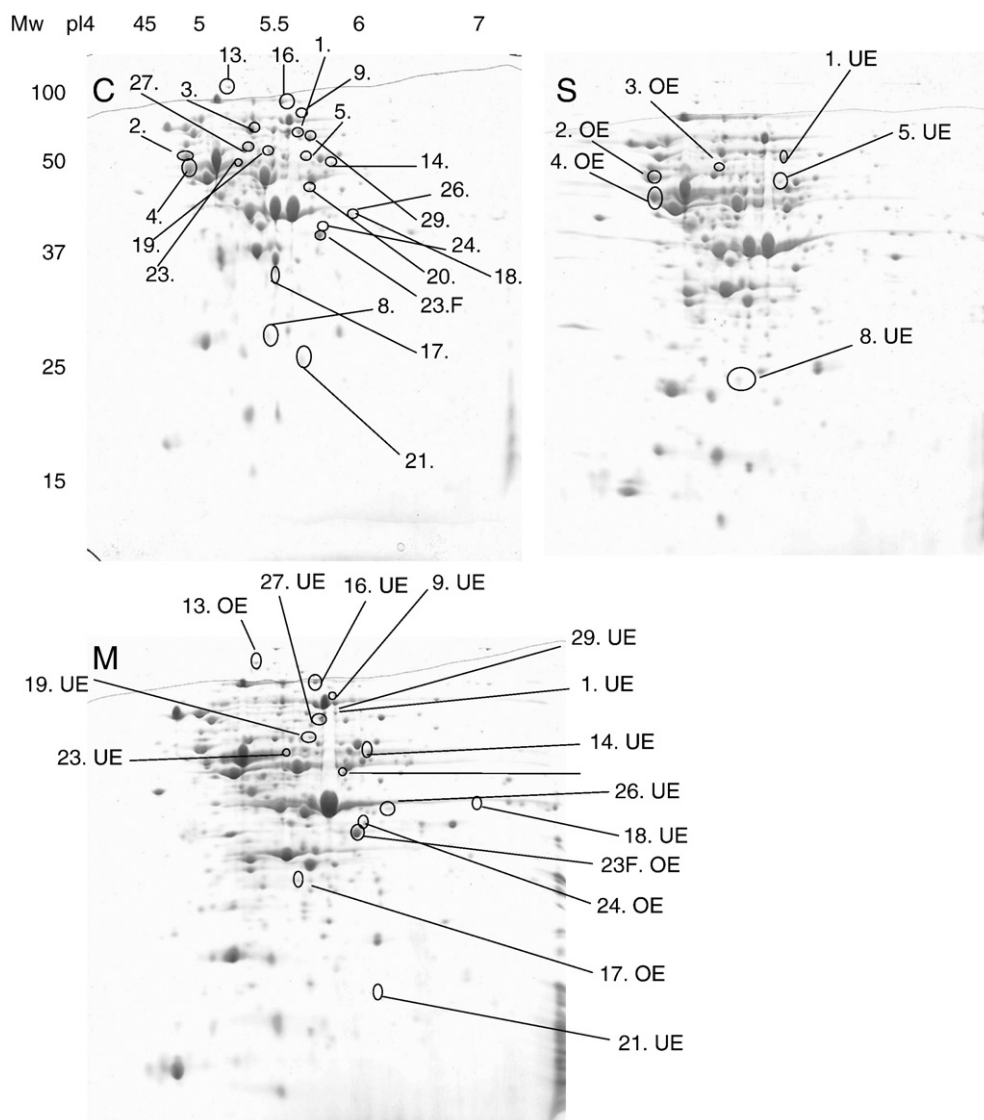 Mw pI4 45 5 5.5 6 7
100
50
37
25
15
C
13.
16.
1.
9.
27.
3.
5.
2.
14.
26.
4.
29.
19.
24.
18.
23.
20.
23.F
8.
17.
21.
S
1. UE
3. OE
2. OE
5. UE
4. OE
8. UE
M
27. UE
16. UE
9. UE
13. OE
29. UE
19. UE
1. UE
23. UE
14. UE
26. UE
18. UE
23F. OE
24. OE
17. OE
21. UE